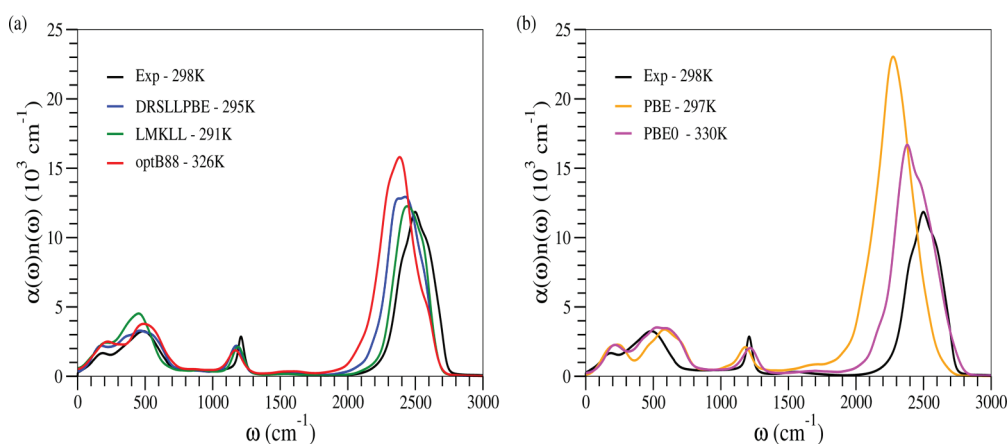 (a)
25
20
15
10
5
0
α(ω)n(ω) (10³ cm⁻¹)
Exp - 298K
DRSLLPBE - 295K
LMKLL - 291K
optB88 - 326K
0 500 1000 1500 2000 2500 3000
ω (cm⁻¹)
(b)
25
20
15
10
5
0
α(ω)n(ω) (10³ cm⁻¹)
Exp - 298K
PBE - 297K
PBE0 - 330K
0 500 1000 1500 2000 2500 3000
ω (cm⁻¹)